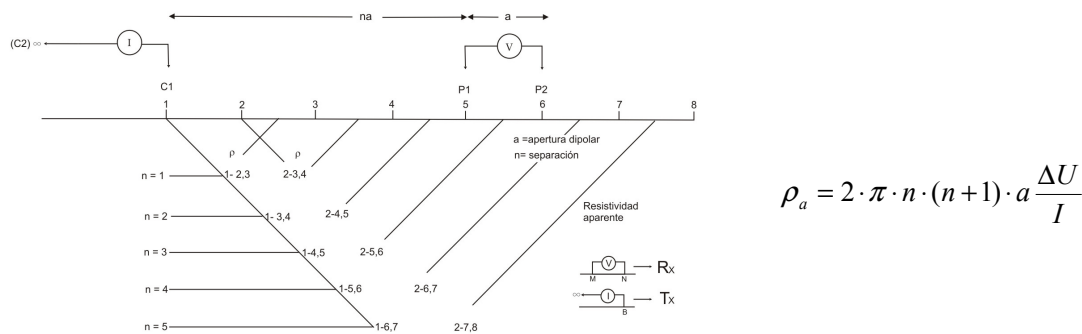 na a
(C2) ∞ I V
C1 P1 P2
1 2 3 4 5 6 7 8
a =apertura dipolar
n= separación
ρ ρ
n = 1 1- 2,3 2-3,4
n = 2 1- 3,4 2-4,5
Resistividad
aparente
n = 3 1-4,5 2-5,6
n = 4 1-5,6 2-6,7
n = 5 1-6,7 2-7,8
V Rx
M N
∞ I Tx
B
ρa = 2 · π · n · (n + 1) · a ΔU / I